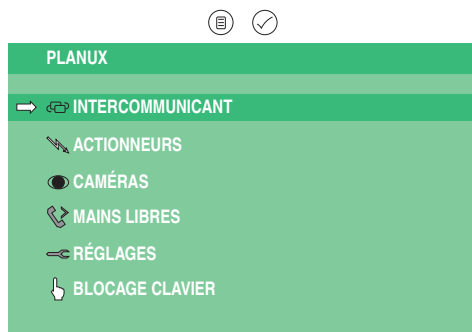 PLANUX
INTERCOMMUNICANT
ACTIONNEURS
CAMÉRAS
MAINS LIBRES
RÉGLAGES
BLOCAGE CLAVIER